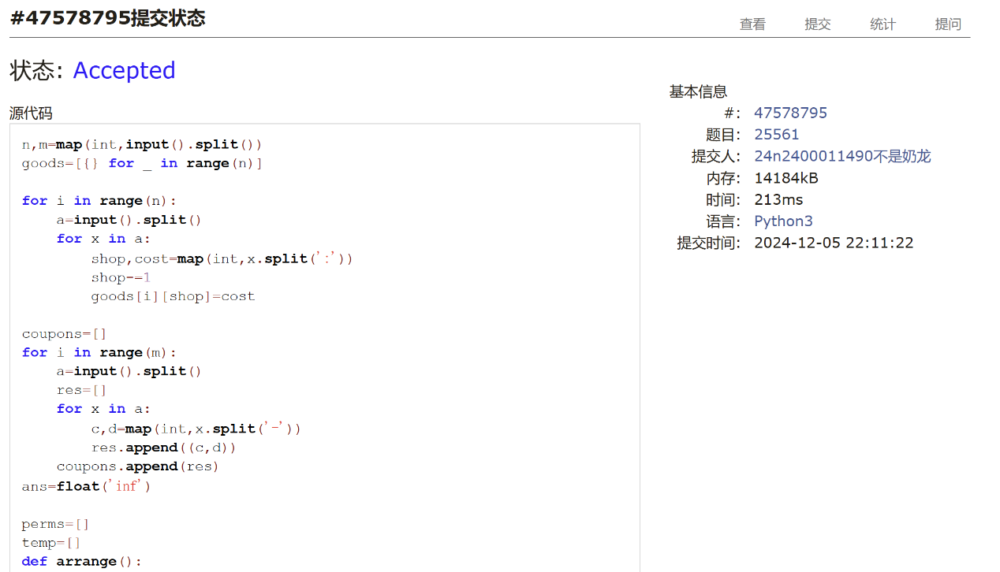 #47578795提交状态
查看 提交 统计 提问
状态: Accepted
源代码
n,m=map(int,input().split())
goods=[{} for _ in range(n)]
for i in range(n):
    a=input().split()
    for x in a:
        shop,cost=map(int,x.split(':'))
        shop-=1
        goods[i][shop]=cost
coupons=[]
for i in range(m):
    a=input().split()
    res=[]
    for x in a:
        c,d=map(int,x.split('-'))
        res.append((c,d))
    coupons.append(res)
ans=float('inf')
perms=[]
temp=[]
def arrange():
基本信息
#: 47578795
题目: 25561
提交人: 24n2400011490不是奶龙
内存: 14184kB
时间: 213ms
语言: Python3
提交时间: 2024-12-05 22:11:22